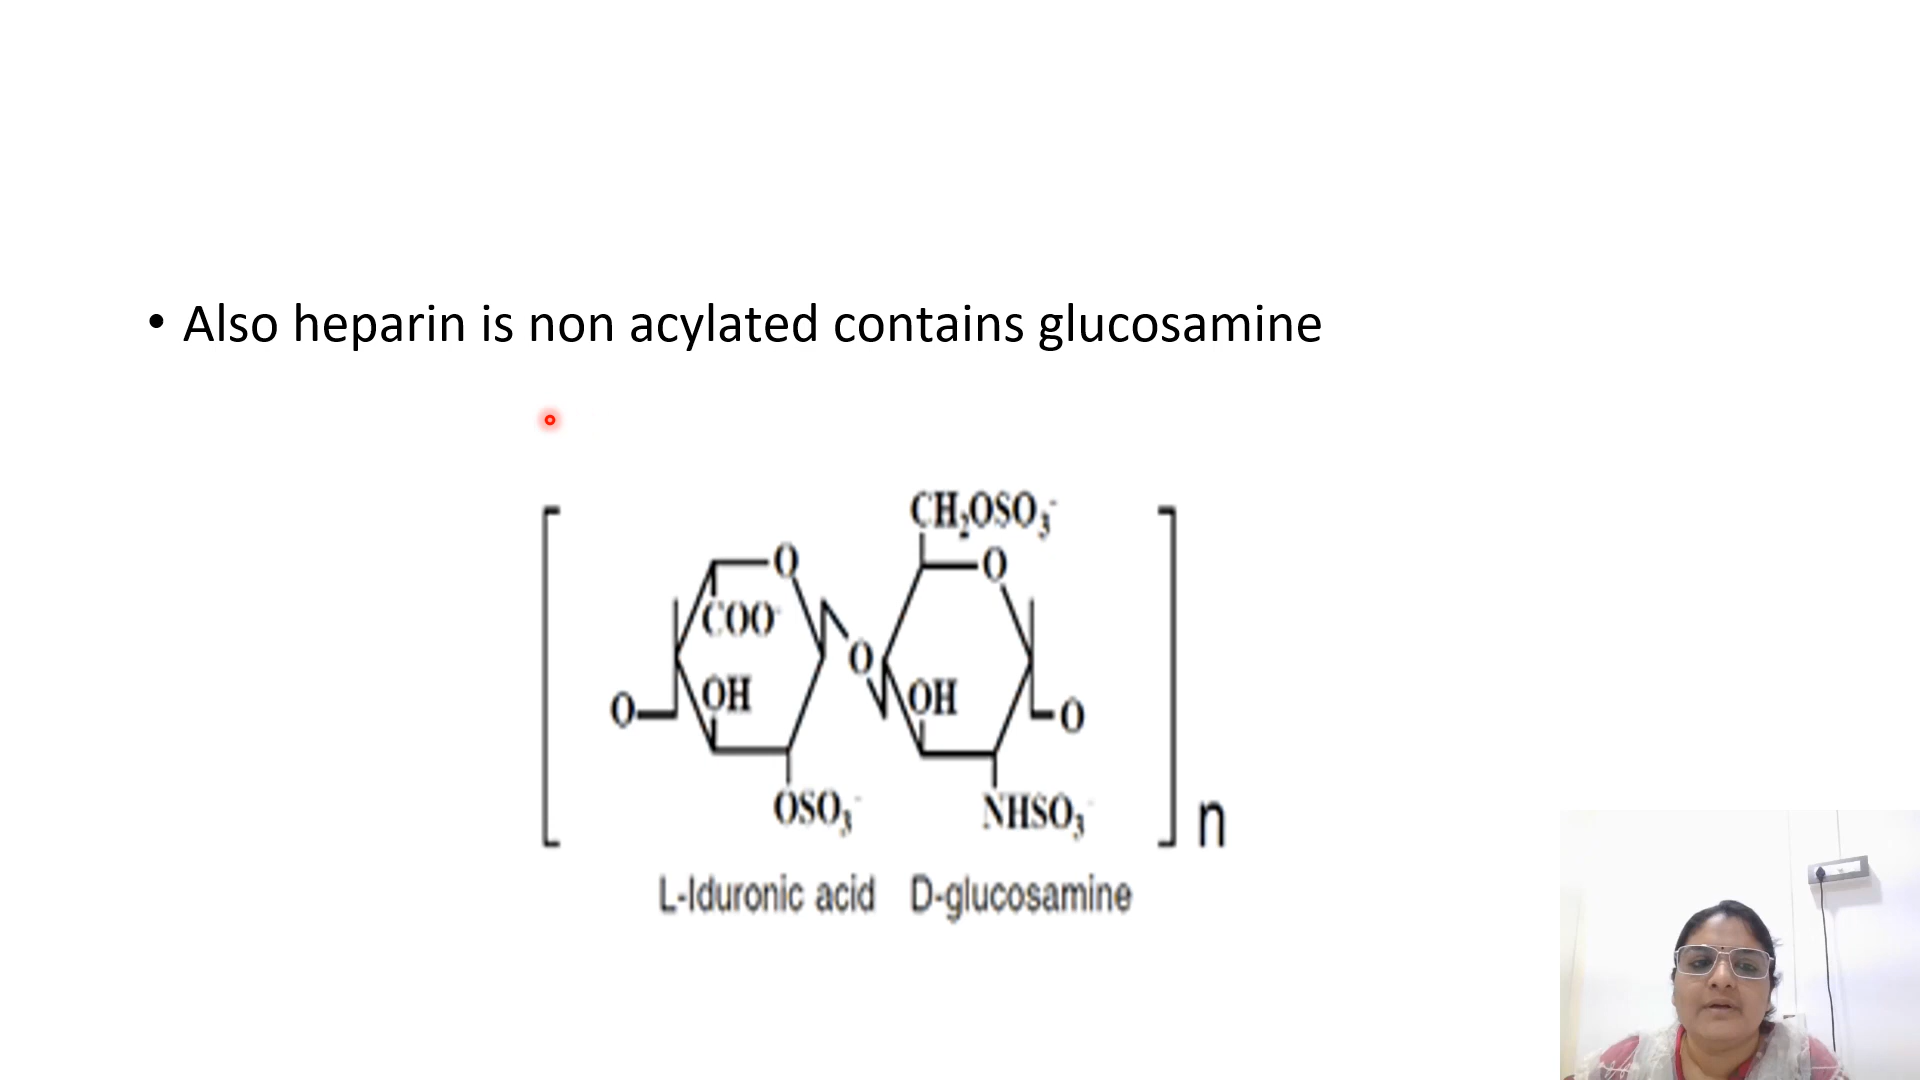 • Also heparin is non acylated contains glucosamine
CH₂OSO₃⁻
O O
COO⁻
O
OH OH
O O
OSO₃⁻ NHSO₃⁻
n
L-Iduronic acid D-glucosamine